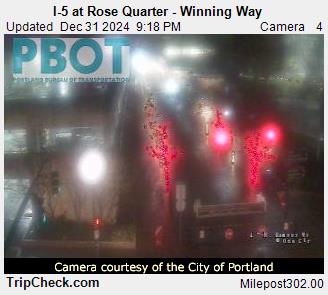 I-5 at Rose Quarter - Winning Way
Updated Dec 31 2024 9:18 PM Camera 4
PBOT
PORTLAND BUREAU OF TRANSPORTATION
Camera courtesy of the City of Portland
TripCheck.com Milepost302.00